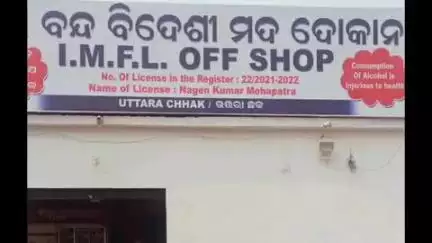 ବନ୍ଦ ବିଦେଶୀ ମଦ ଦୋକାନ
I.M.F.L. OFF SHOP
No. Of License in the Register : 22/2021-2022
Name of License : Nagen Kumar Mohapatra
Consumption
Of Alcohol is
injurious to health
UTTARA CHHAK / ଉତ୍ତରା ଛକ